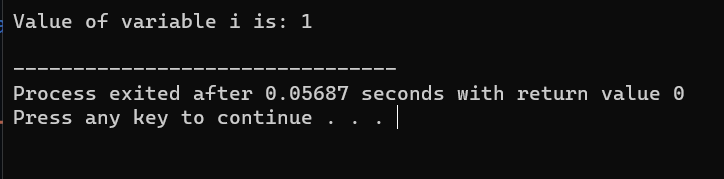 Value of variable i is: 1
--------------------------------
Process exited after 0.05687 seconds with return value 0
Press any key to continue . . .